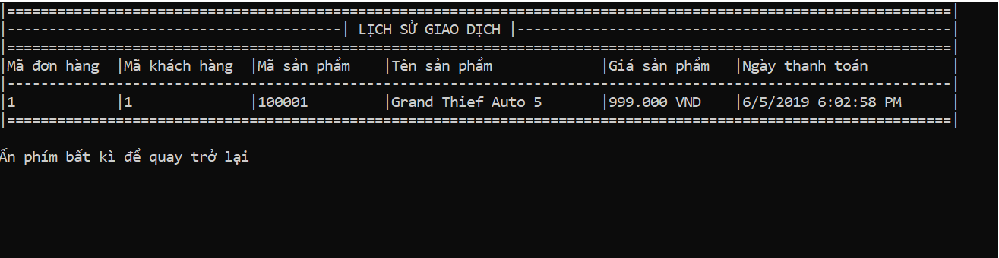 |=================================================================================================================|
|----------------------------------------| LỊCH SỬ GIAO DỊCH |----------------------------------------------------|
|=================================================================================================================|
|Mã đơn hàng  |Mã khách hàng  |Mã sản phẩm    |Tên sản phẩm             |Giá sản phẩm   |Ngày thanh toán          |
|-----------------------------------------------------------------------------------------------------------------|
|1            |1              |100001         |Grand Thief Auto 5       |999.000 VND    |6/5/2019 6:02:58 PM      |
|=================================================================================================================|
Ấn phím bất kì để quay trở lại